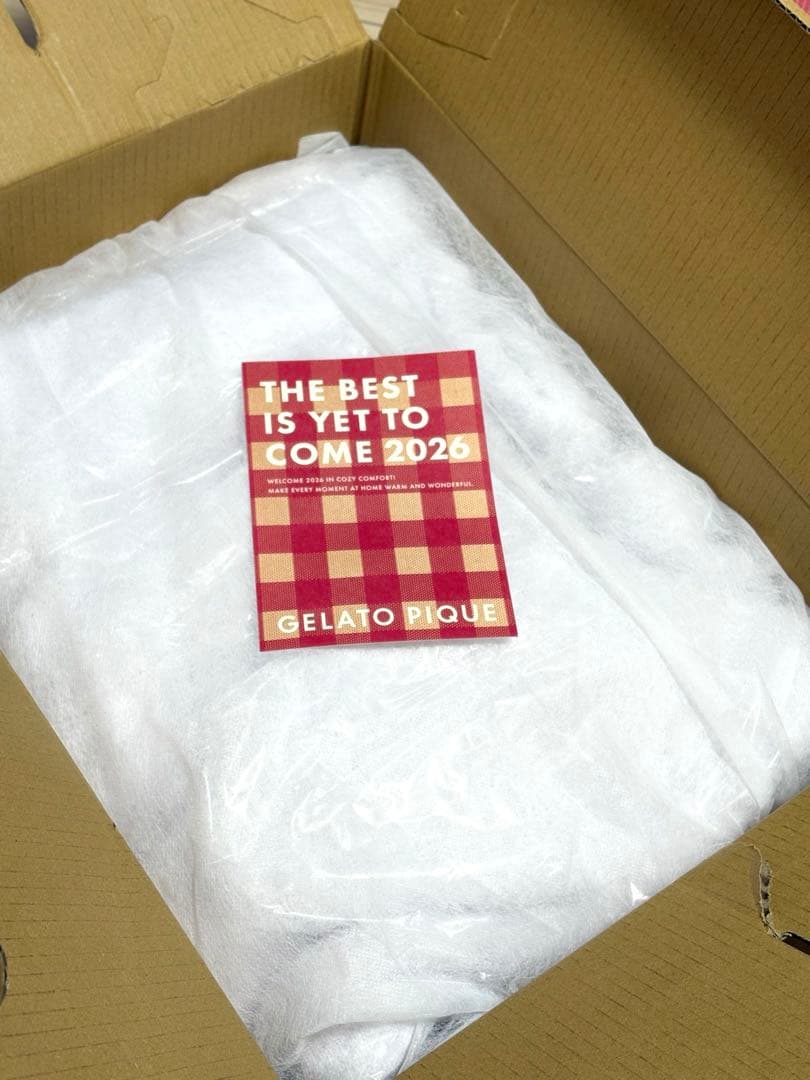 THE BEST
IS YET TO
COME 2026
WELCOME 2026 IN COZY COMFORT!
MAKE EVERY MOMENT AT HOME WARM AND WONDERFUL.
GELATO PIQUE